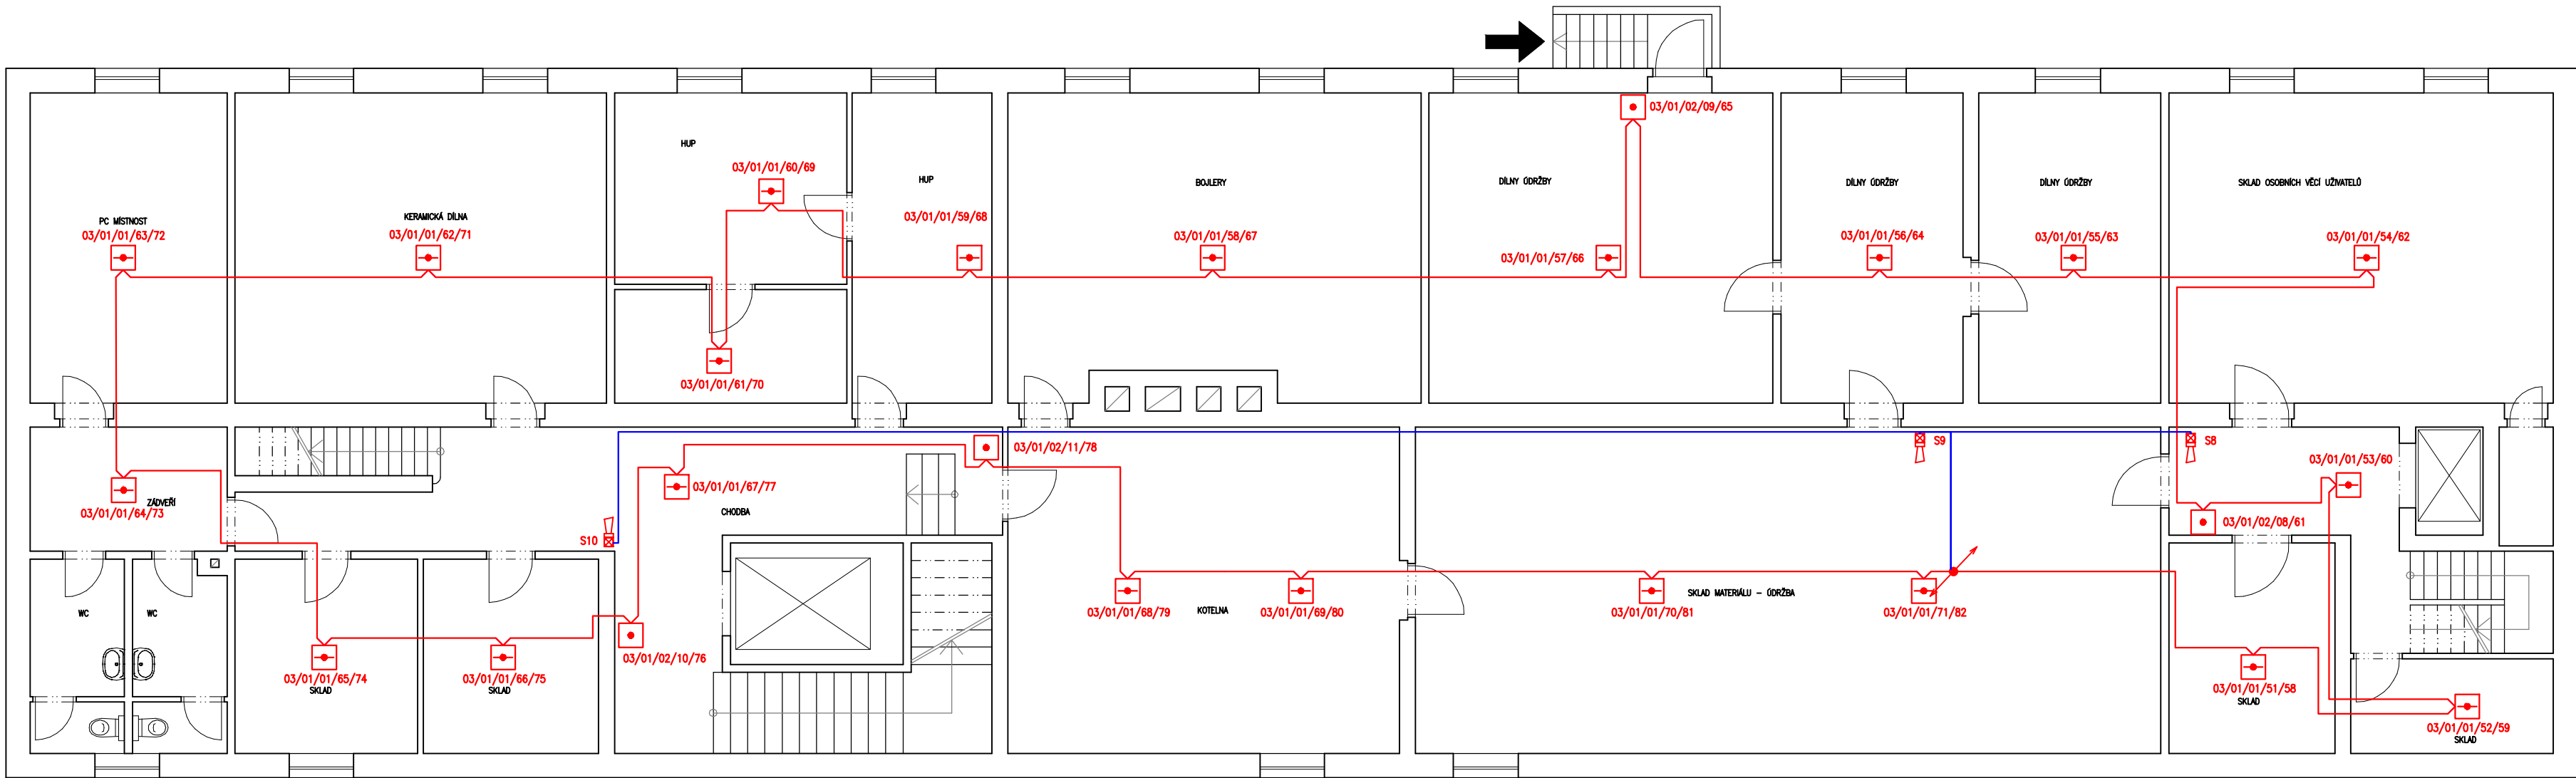 03/01/02/09/65
HUP
03/01/01/60/69
HUP
BOJLERY
DÍLNY ÚDRŽBY
DÍLNY ÚDRŽBY
DÍLNY ÚDRŽBY
SKLAD OSOBNÍCH VĚCÍ UŽIVATELŮ
PC MÍSTNOST
KERAMICKÁ DÍLNA
03/01/01/59/68
03/01/01/63/72
03/01/01/62/71
03/01/01/58/67
03/01/01/57/66
03/01/01/56/64
03/01/01/55/63
03/01/01/54/62
03/01/01/61/70
03/01/02/11/78
S9
S8
03/01/01/53/60
03/01/01/67/77
ZÁDVEŘÍ
03/01/01/64/73
CHODBA
03/01/02/08/61
S10
WC
WC
03/01/01/68/79
KOTELNA
03/01/01/69/80
03/01/01/70/81
SKLAD MATERIÁLU - ÚDRŽBA
03/01/01/71/82
03/01/02/10/76
03/01/01/65/74
SKLAD
03/01/01/66/75
SKLAD
03/01/01/51/58
SKLAD
03/01/01/52/59
SKLAD